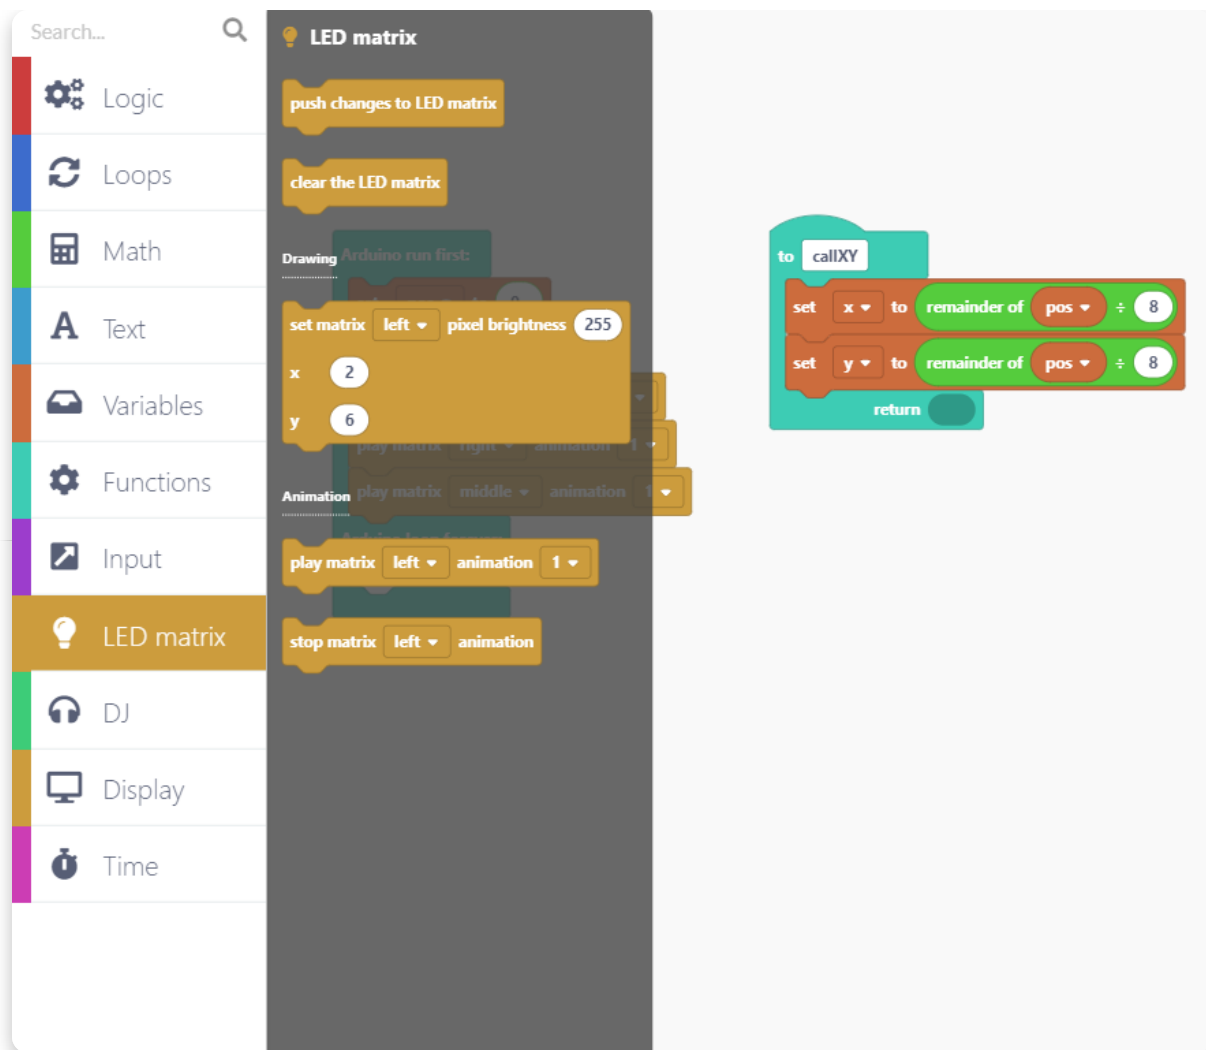 Search...
Logic
Loops
Math
Text
Variables
Functions
Input
LED matrix
DJ
Display
Time
LED matrix
push changes to LED matrix
clear the LED matrix
Drawing
Arduino run first:
set matrix left pixel brightness 255
x 2
y 6
play matrix right animation 1
Animation
play matrix middle animation 1
play matrix left animation 1
stop matrix left animation
to callXY
set x to remainder of pos ÷ 8
set y to remainder of pos ÷ 8
return